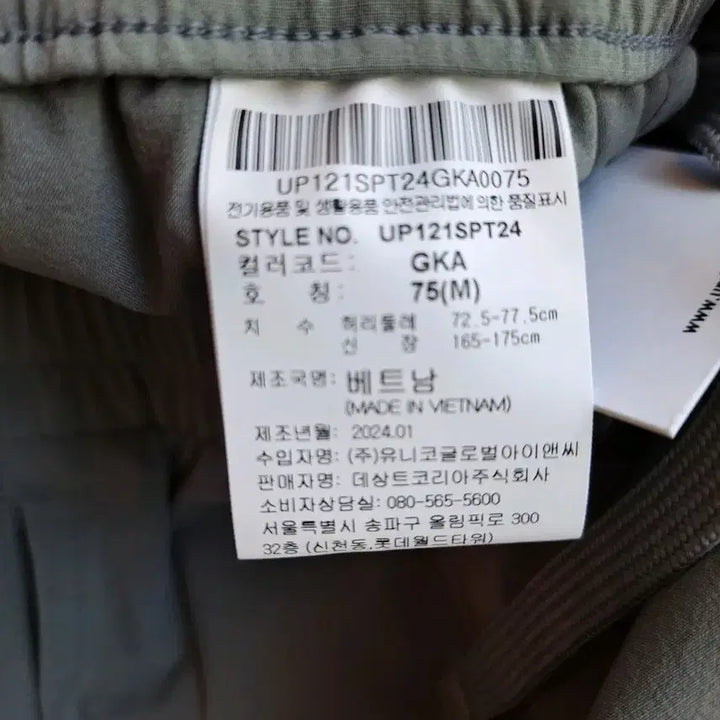 UP121SPT24GKA0075
전기용품 및 생활용품 안전관리법에 의한 품질표시
STYLE NO. UP121SPT24
컬러코드: GKA
호 칭: 75(M)
치 수 허리둘레 72.5-77.5cm
신 장 165-175cm
제조국명: 베트남
(MADE IN VIETNAM)
제조년월: 2024.01
수입자명: (주)유니코글로벌아이앤씨
판매자명: 데상트코리아주식회사
소비자상담실: 080-565-5600
서울특별시 송파구 올림픽로 300
32층 (신천동,롯데월드타워)
www.